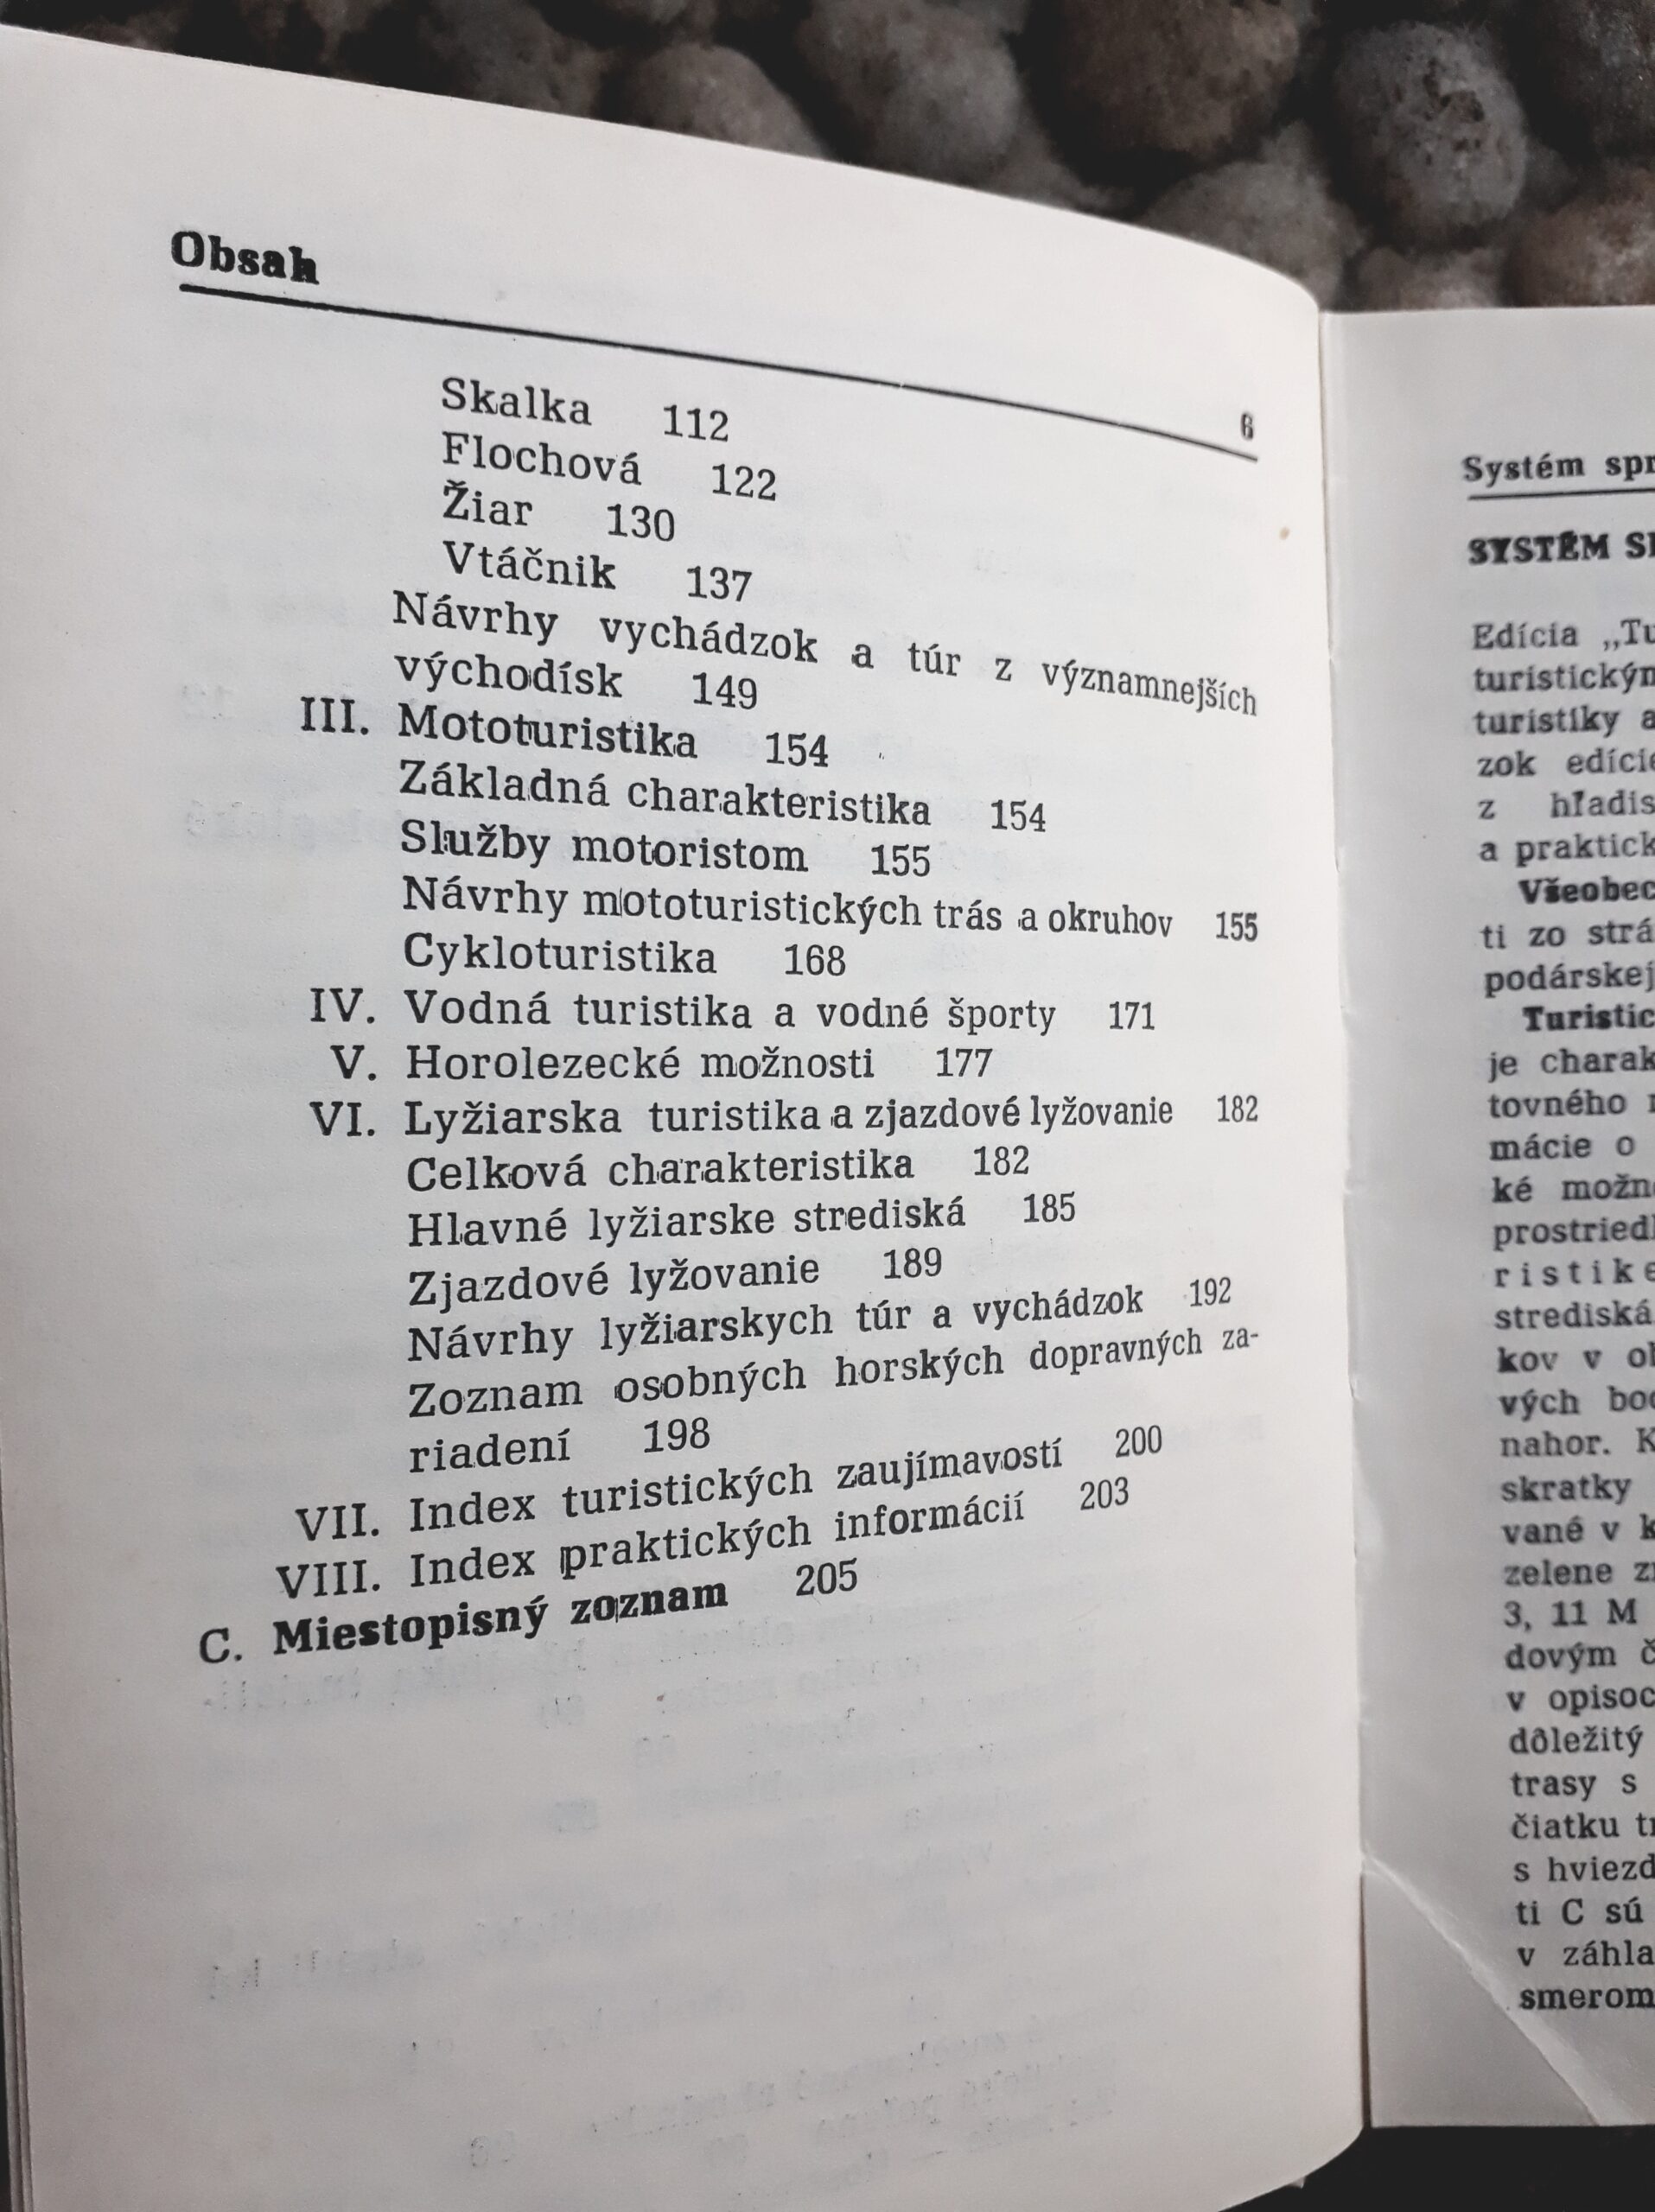 Obsah
6
Skalka 112
Flochová 122
Žiar 130
Vtáčnik 137
Návrhy vychádzok a túr z významnejších
východísk 149
III. Mototuristika 154
Základná charakteristika 154
Služby motoristom 155
Návrhy mototuristických trás a okruhov 155
Cykloturistika 168
IV. Vodná turistika a vodné športy 171
V. Horolezecké možnosti 177
VI. Lyžiarska turistika a zjazdové lyžovanie 182
Celková charakteristika 182
Hlavné lyžiarske strediská 185
Zjazdové lyžovanie 189
Návrhy lyžiarskych túr a vychádzok 192
Zoznam osobných horských dopravných za-
riadení 198
VII. Index turistických zaujímavostí 200
VIII. Index praktických informácií 203
C. Miestopisný zoznam 205
Systém spr
SYSTÉM
Edícia „Tu
turistickým
turistiky a
zok edície
z hľadis
a praktick
Všeobec
ti zo strá
podárskej
Turistic
je charak
tovného
mácie o
ké možn
prostried
ristike
strediská
kov v
vých bod
nahor. K
skratky
vané v k
zelene
3, 11 M
dovým č
v opisoc
dôležitý
trasy s
čiatku
s hviezd
ti C sú
v záhla
smerom